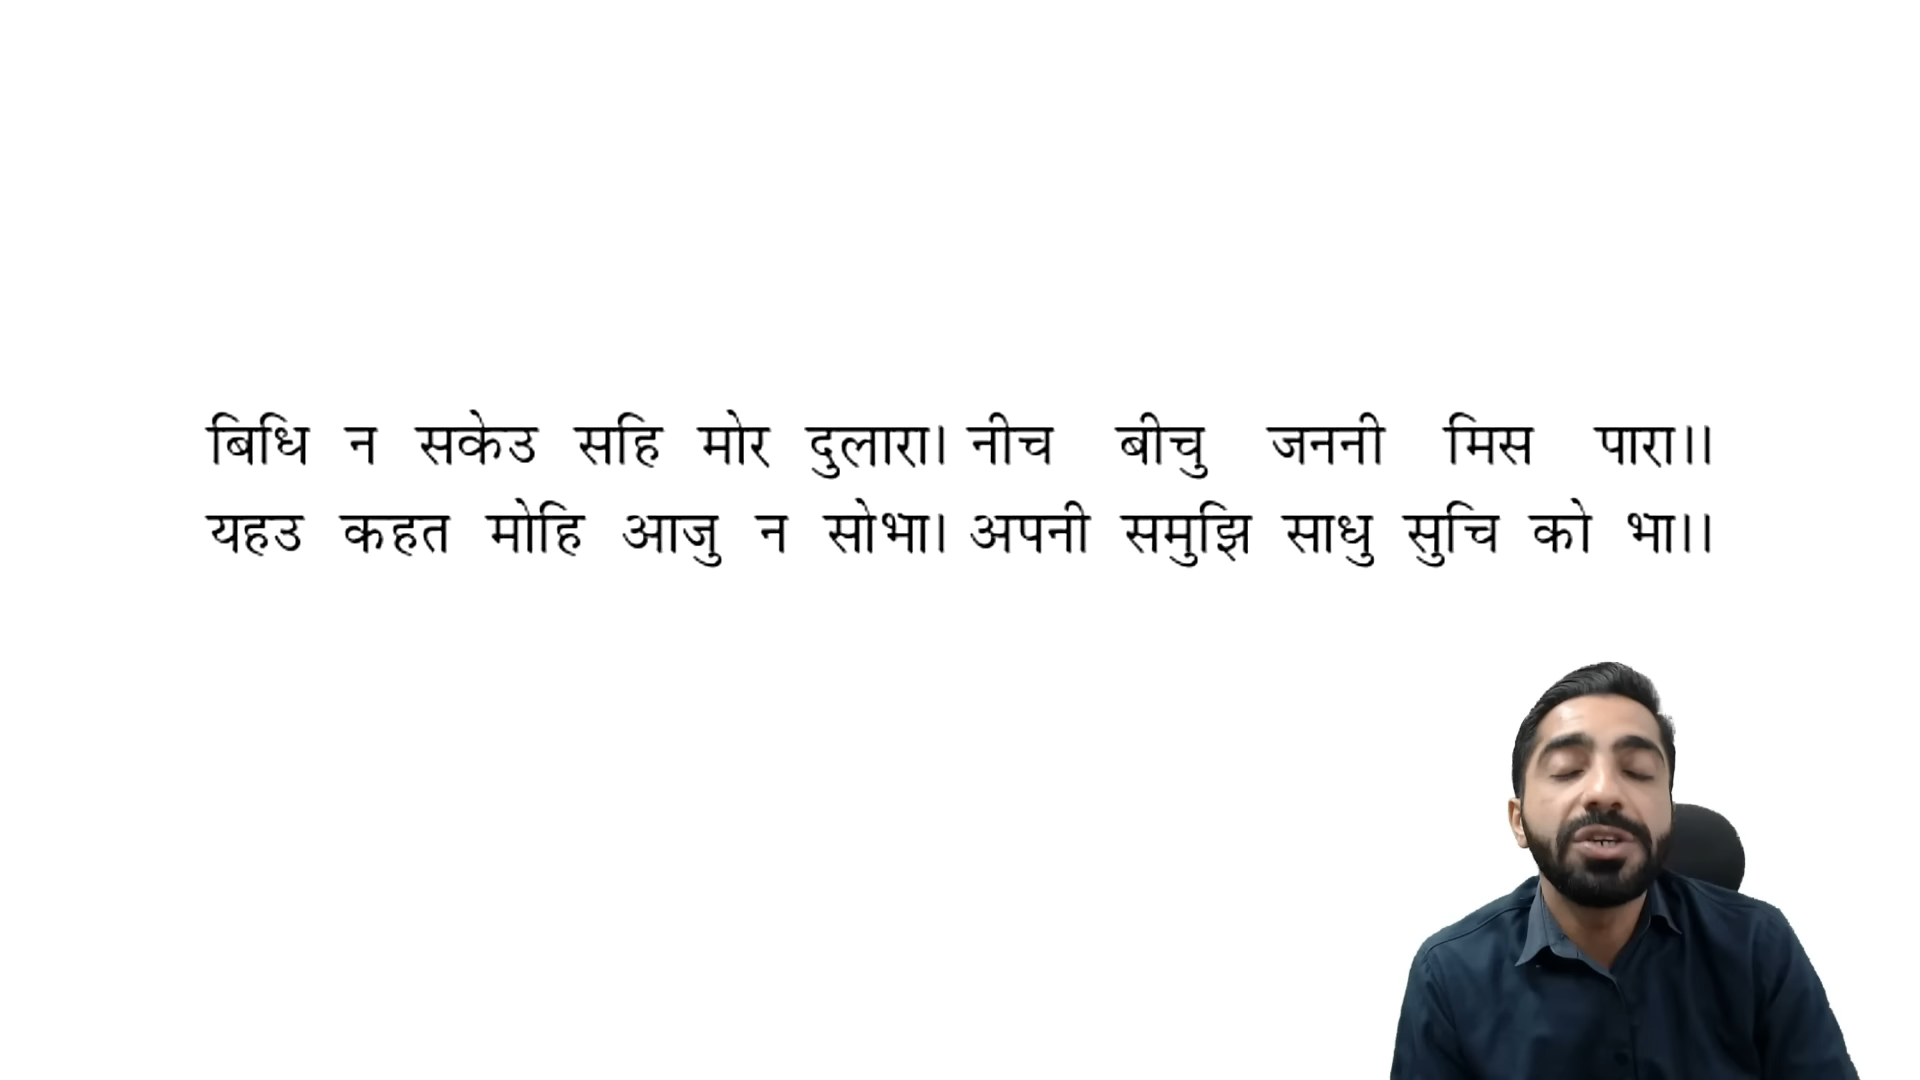 बिधि न सकेउ सहि मोर दुलारा। नीच बीचु जननी मिस पारा।।
यहउ कहत मोहि आजु न सोभा। अपनी समुझि साधु सुचि को भा।।